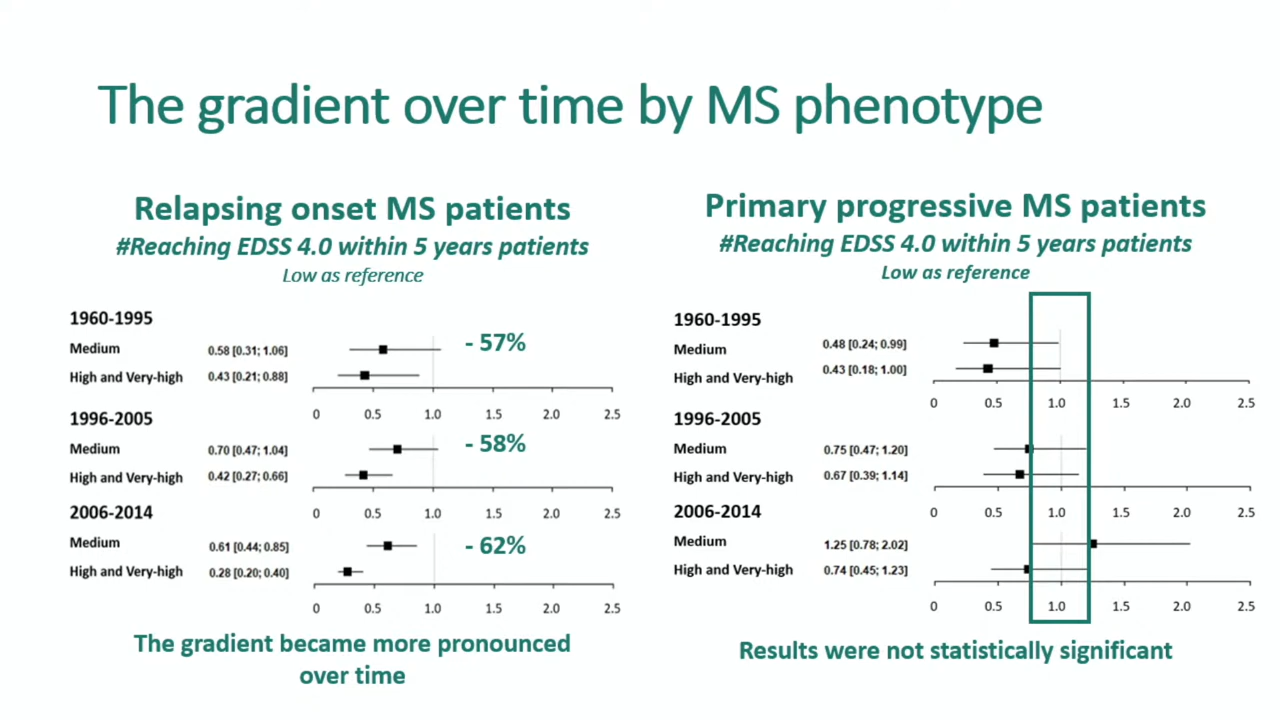 The gradient over time by MS phenotype
Relapsing onset MS patients
#Reaching EDSS 4.0 within 5 years patients
Low as reference
1960-1995
Medium 0.58 [0.31; 1.06]
- 57%
High and Very-high 0.43 [0.21; 0.88]
0 0.5 1.0 1.5 2.0 2.5
1996-2005
Medium 0.70 [0.47; 1.04]
- 58%
High and Very-high 0.42 [0.27; 0.66]
0 0.5 1.0 1.5 2.0 2.5
2006-2014
Medium 0.61 [0.44; 0.85]
- 62%
High and Very-high 0.28 [0.20; 0.40]
0 0.5 1.0 1.5 2.0 2.5
The gradient became more pronounced
over time
Primary progressive MS patients
#Reaching EDSS 4.0 within 5 years patients
Low as reference
1960-1995
Medium 0.48 [0.24; 0.99]
High and Very-high 0.43 [0.18; 1.00]
0 0.5 1.0 1.5 2.0 2.5
1996-2005
Medium 0.75 [0.47; 1.20]
High and Very-high 0.67 [0.39; 1.14]
0 0.5 1.0 1.5 2.0 2.5
2006-2014
Medium 1.25 [0.78; 2.02]
High and Very-high 0.74 [0.45; 1.23]
0 0.5 1.0 1.5 2.0 2.5
Results were not statistically significant